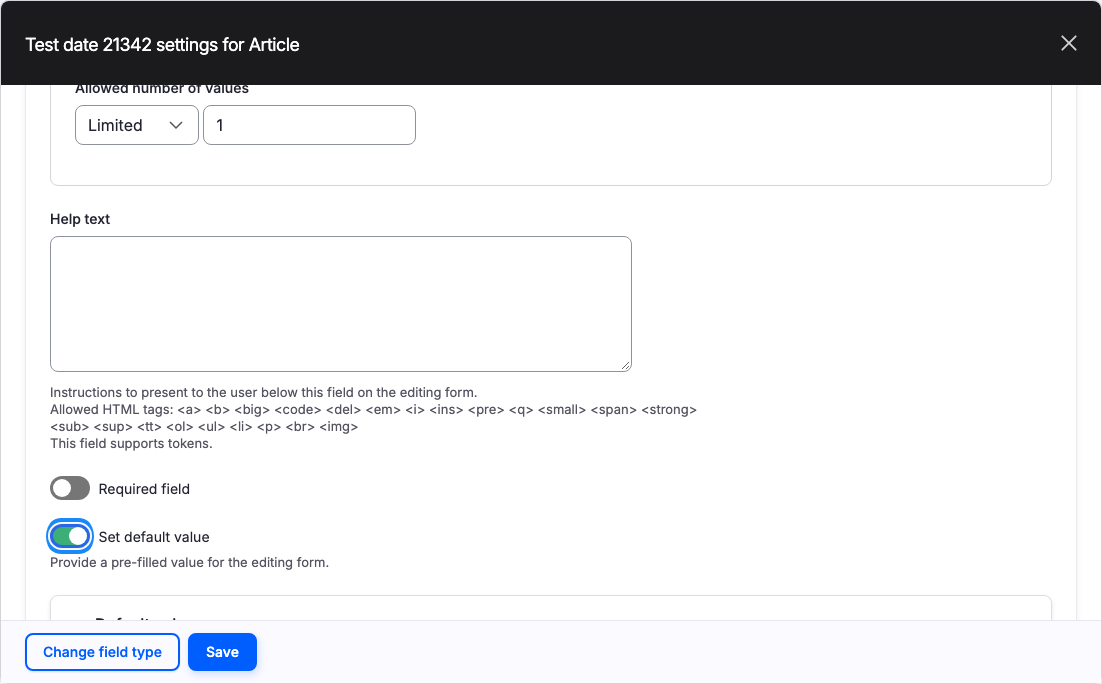 Test date 21342 settings for Article
Allowed number of values
Limited
1
Help text
Instructions to present to the user below this field on the editing form.
Allowed HTML tags: <a> <b> <big> <code> <del> <em> <i> <ins> <pre> <q> <small> <span> <strong>
<sub> <sup> <tt> <ol> <ul> <li> <p> <br> <img>
This field supports tokens.
Required field
Set default value
Provide a pre-filled value for the editing form.
Change field type
Save